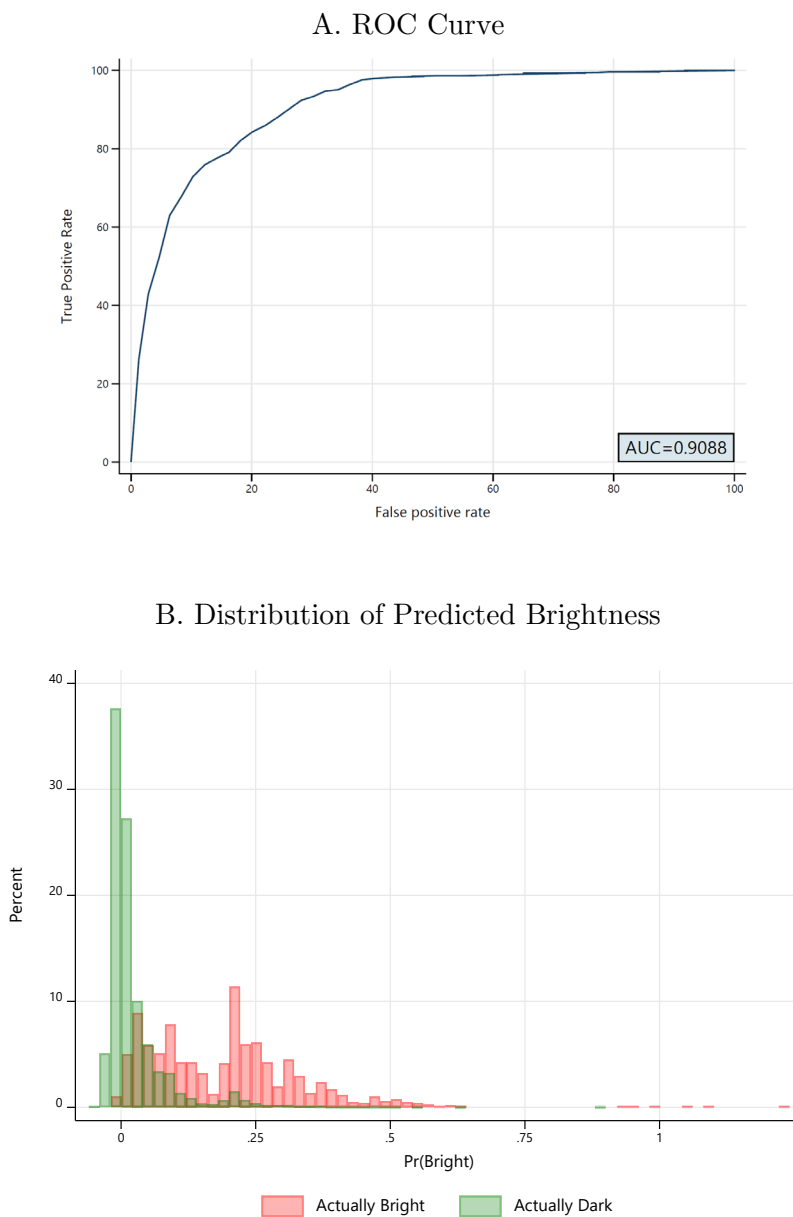 A. ROC Curve
True Positive Rate
100
80
60
40
20
0
AUC=0.9088
0 20 40 60 80 100
False positive rate
B. Distribution of Predicted Brightness
Percent
40
30
20
10
0
0 .25 .5 .75 1
Pr(Bright)
Actually Bright Actually Dark